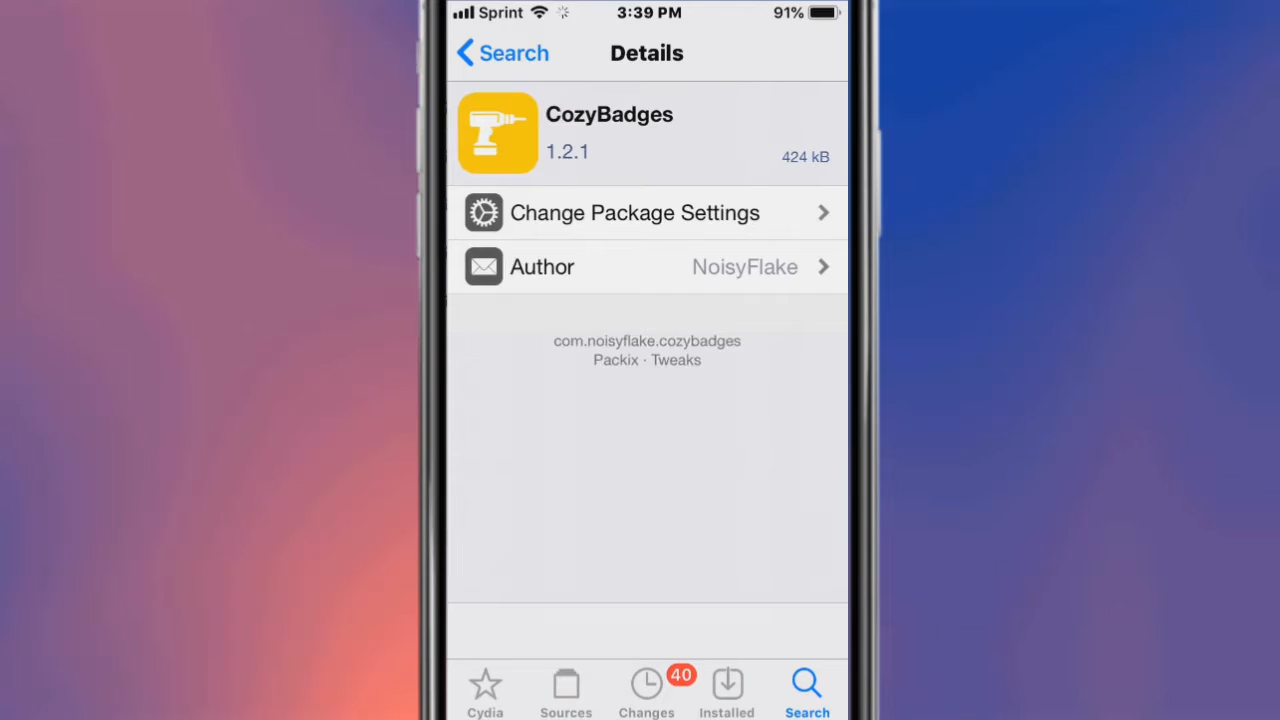 Sprint 3:39 PM 91%
Search Details
CozyBadges
1.2.1 424 kB
Change Package Settings
Author NoisyFlake
com.noisyflake.cozybadges
Packix · Tweaks
40
Cydia Sources Changes Installed Search